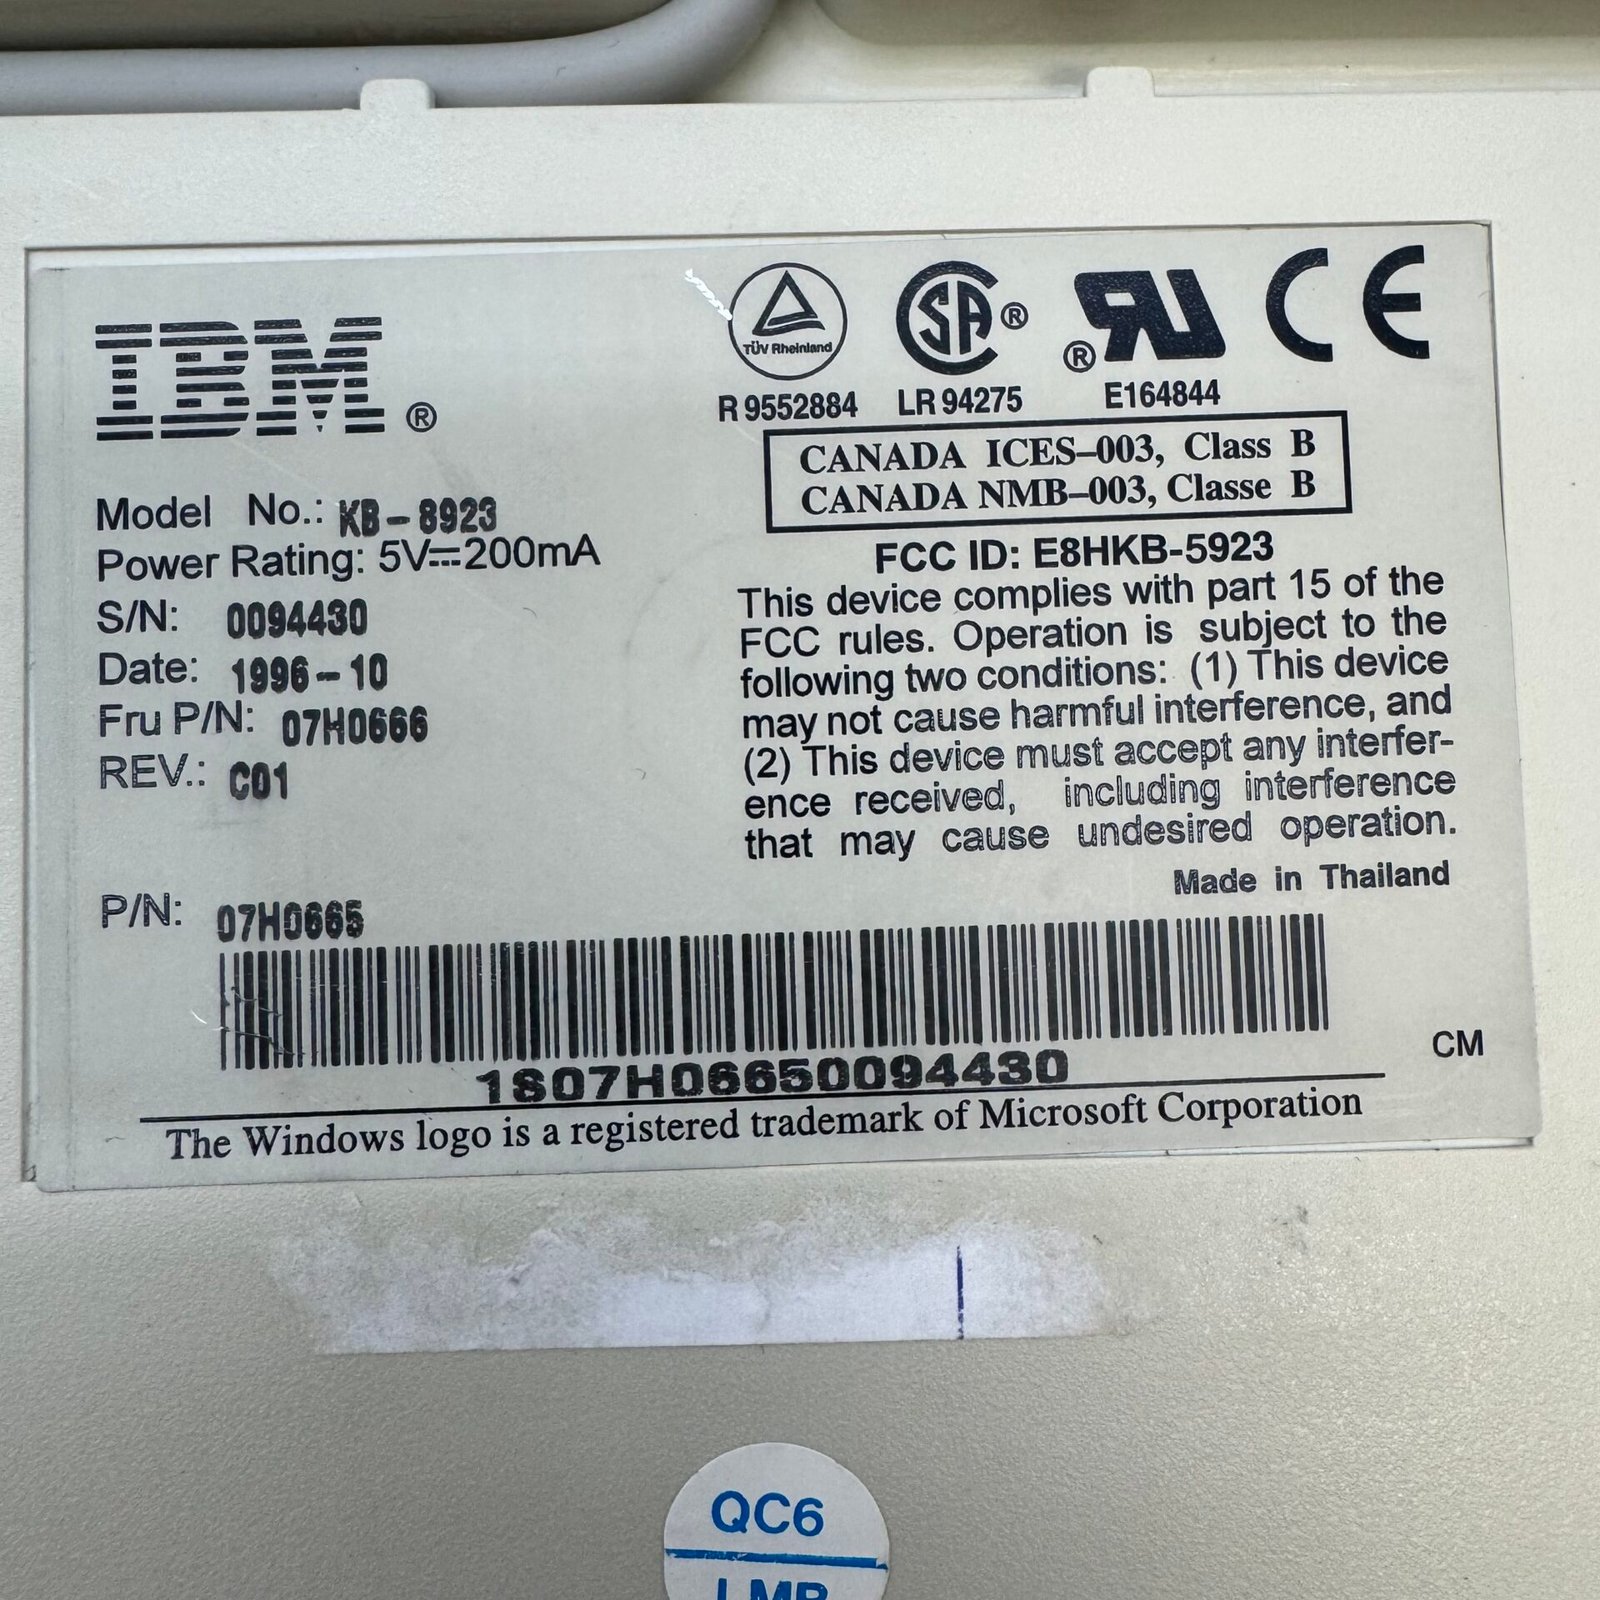 IBM®
Model No.: KB-8923
Power Rating: 5V⎓200mA
S/N: 0094430
Date: 1996-10
Fru P/N: 07H0666
REV.: C01
P/N: 07H0665
TÜV Rheinland
R 9552884
SA®
LR 94275
®RU
E164844
CE
CANADA ICES-003, Class B
CANADA NMB-003, Classe B
FCC ID: E8HKB-5923
This device complies with part 15 of the
FCC rules. Operation is subject to the
following two conditions: (1) This device
may not cause harmful interference, and
(2) This device must accept any interfer-
ence received, including interference
that may cause undesired operation.
Made in Thailand
1S07H06650094430
CM
The Windows logo is a registered trademark of Microsoft Corporation
QC6